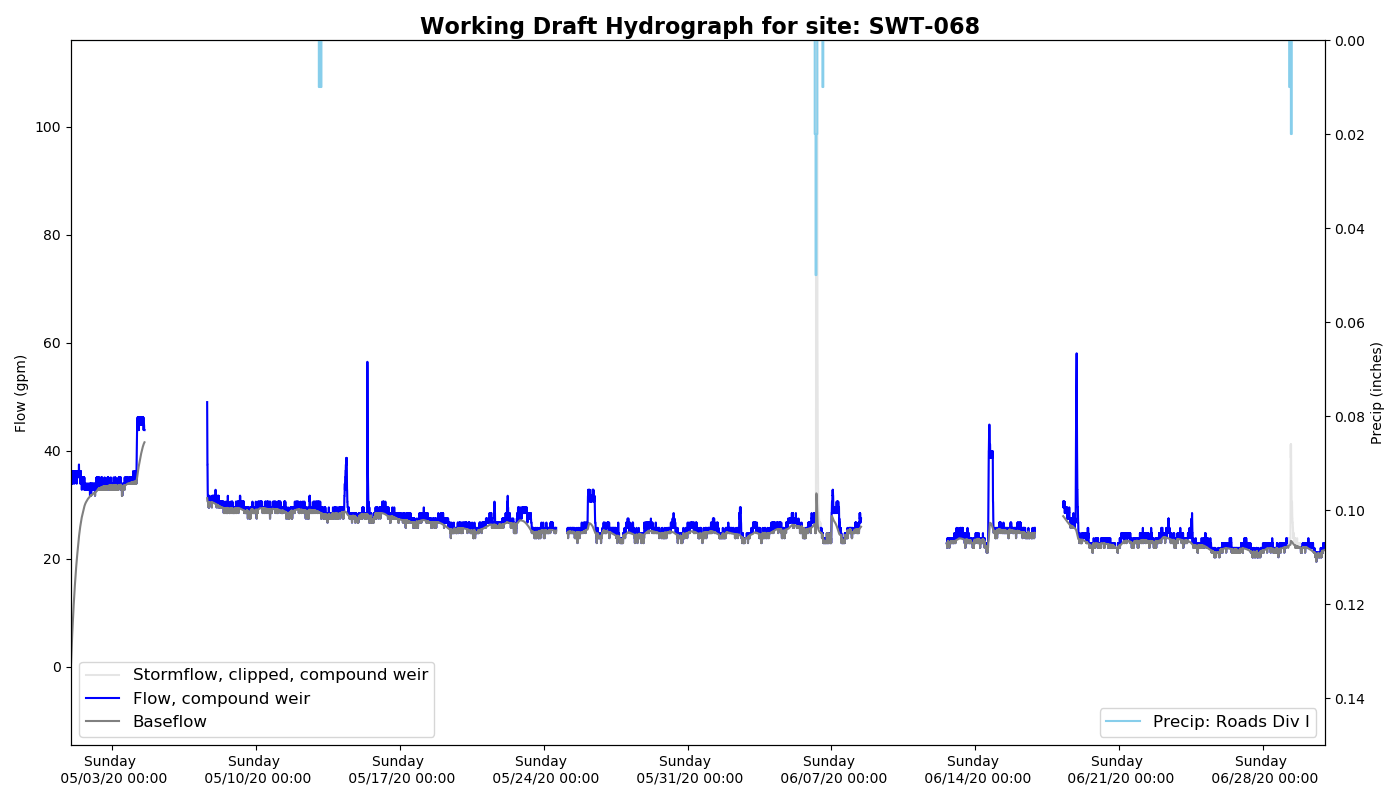 Working Draft Hydrograph for site: SWT-068
100
80
60
40
20
0
Flow (gpm)
0.00
0.02
0.04
0.06
0.08
0.10
0.12
0.14
Precip (inches)
Stormflow, clipped, compound weir
Flow, compound weir
Baseflow
Precip: Roads Div I
Sunday
05/03/20 00:00
Sunday
05/10/20 00:00
Sunday
05/17/20 00:00
Sunday
05/24/20 00:00
Sunday
05/31/20 00:00
Sunday
06/07/20 00:00
Sunday
06/14/20 00:00
Sunday
06/21/20 00:00
Sunday
06/28/20 00:00